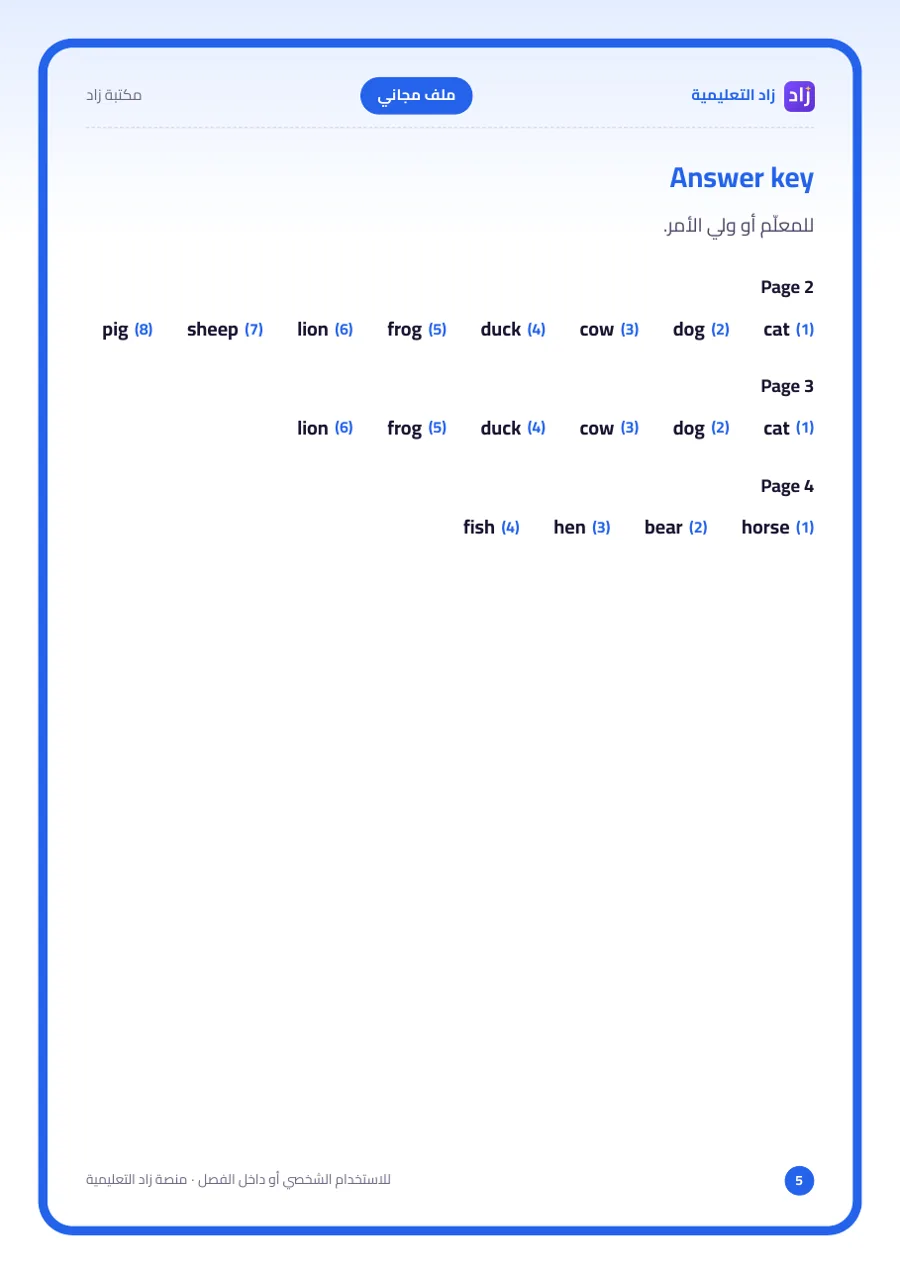 زاد زاد التعليمية
ملف مجاني
مكتبة زاد
Answer key
للمعلّم أو ولي الأمر.
Page 2
(1) cat (2) dog (3) cow (4) duck (5) frog (6) lion (7) sheep (8) pig
Page 3
(1) cat (2) dog (3) cow (4) duck (5) frog (6) lion
Page 4
(1) horse (2) bear (3) hen (4) fish
5
للاستخدام الشخصي أو داخل الفصل · منصة زاد التعليمية